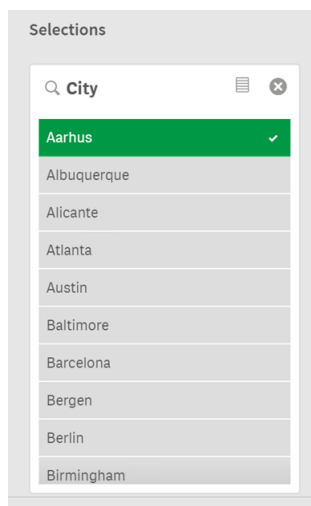 Selections
City
Aarhus
Albuquerque
Alicante
Atlanta
Austin
Baltimore
Barcelona
Bergen
Berlin
Birmingham